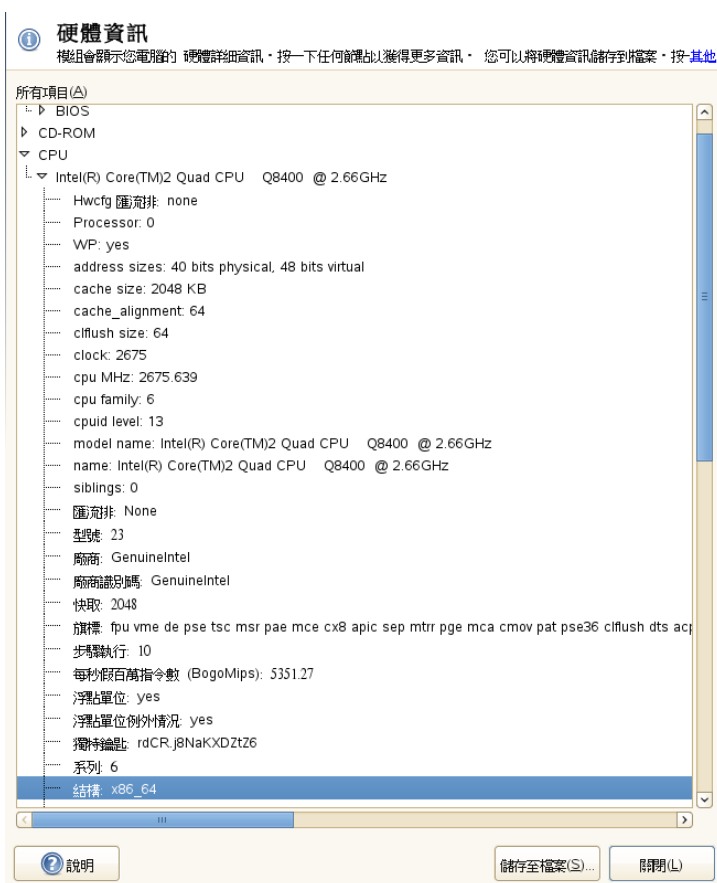 硬體資訊
模組會顯示您電腦的 硬體詳細資訊。按一下任何節點以獲得更多資訊。 您可以將硬體資訊儲存到檔案。按一其他
所有項目(A)
BIOS
CD-ROM
CPU
Intel(R) Core(TM)2 Quad CPU Q8400 @ 2.66GHz
Hwcfg 匯流排: none
Processor: 0
WP: yes
address sizes: 40 bits physical, 48 bits virtual
cache size: 2048 KB
cache_alignment: 64
clflush size: 64
clock: 2675
cpu MHz: 2675.639
cpu family: 6
cpuid level: 13
model name: Intel(R) Core(TM)2 Quad CPU Q8400 @ 2.66GHz
name: Intel(R) Core(TM)2 Quad CPU Q8400 @ 2.66GHz
siblings: 0
匯流排: None
型號: 23
廠商: GenuineIntel
廠商識別碼: GenuineIntel
快取: 2048
旗標: fpu vme de pse tsc msr pae mce cx8 apic sep mtrr pge mca cmov pat pse36 clflush dts acp
步驟執行: 10
每秒假百萬指令數 (BogoMips): 5351.27
浮點單位: yes
浮點單位例外情況: yes
獨特鑰匙: rdCR.j8NaKXDZtZ6
系列: 6
結構: x86_64
說明
儲存至檔案(S)...
關閉(L)